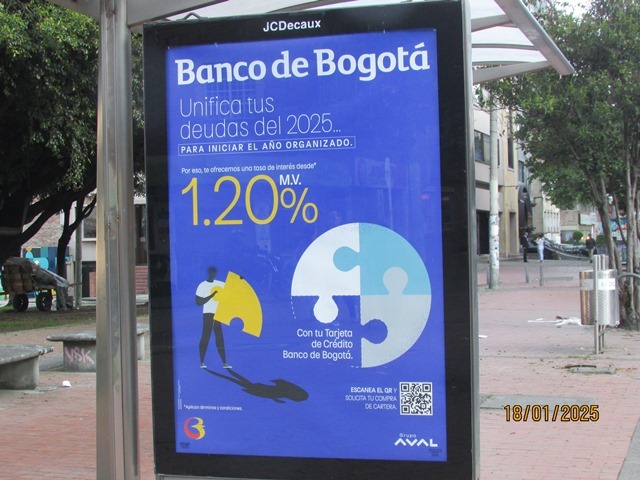 JCDecaux
Banco de Bogotá
Unifica tus
deudas del 2025...
PARA INICIAR EL AÑO ORGANIZADO.
Por eso, te ofrecemos una tasa de interés desde*
1.20% M.V.
Con tu Tarjeta
de Crédito
Banco de Bogotá.
ESCANEA EL QR Y
SOLICITA TU COMPRA
DE CARTERA.
*Aplican términos y condiciones.
Grupo
AVAL
18/01/2025